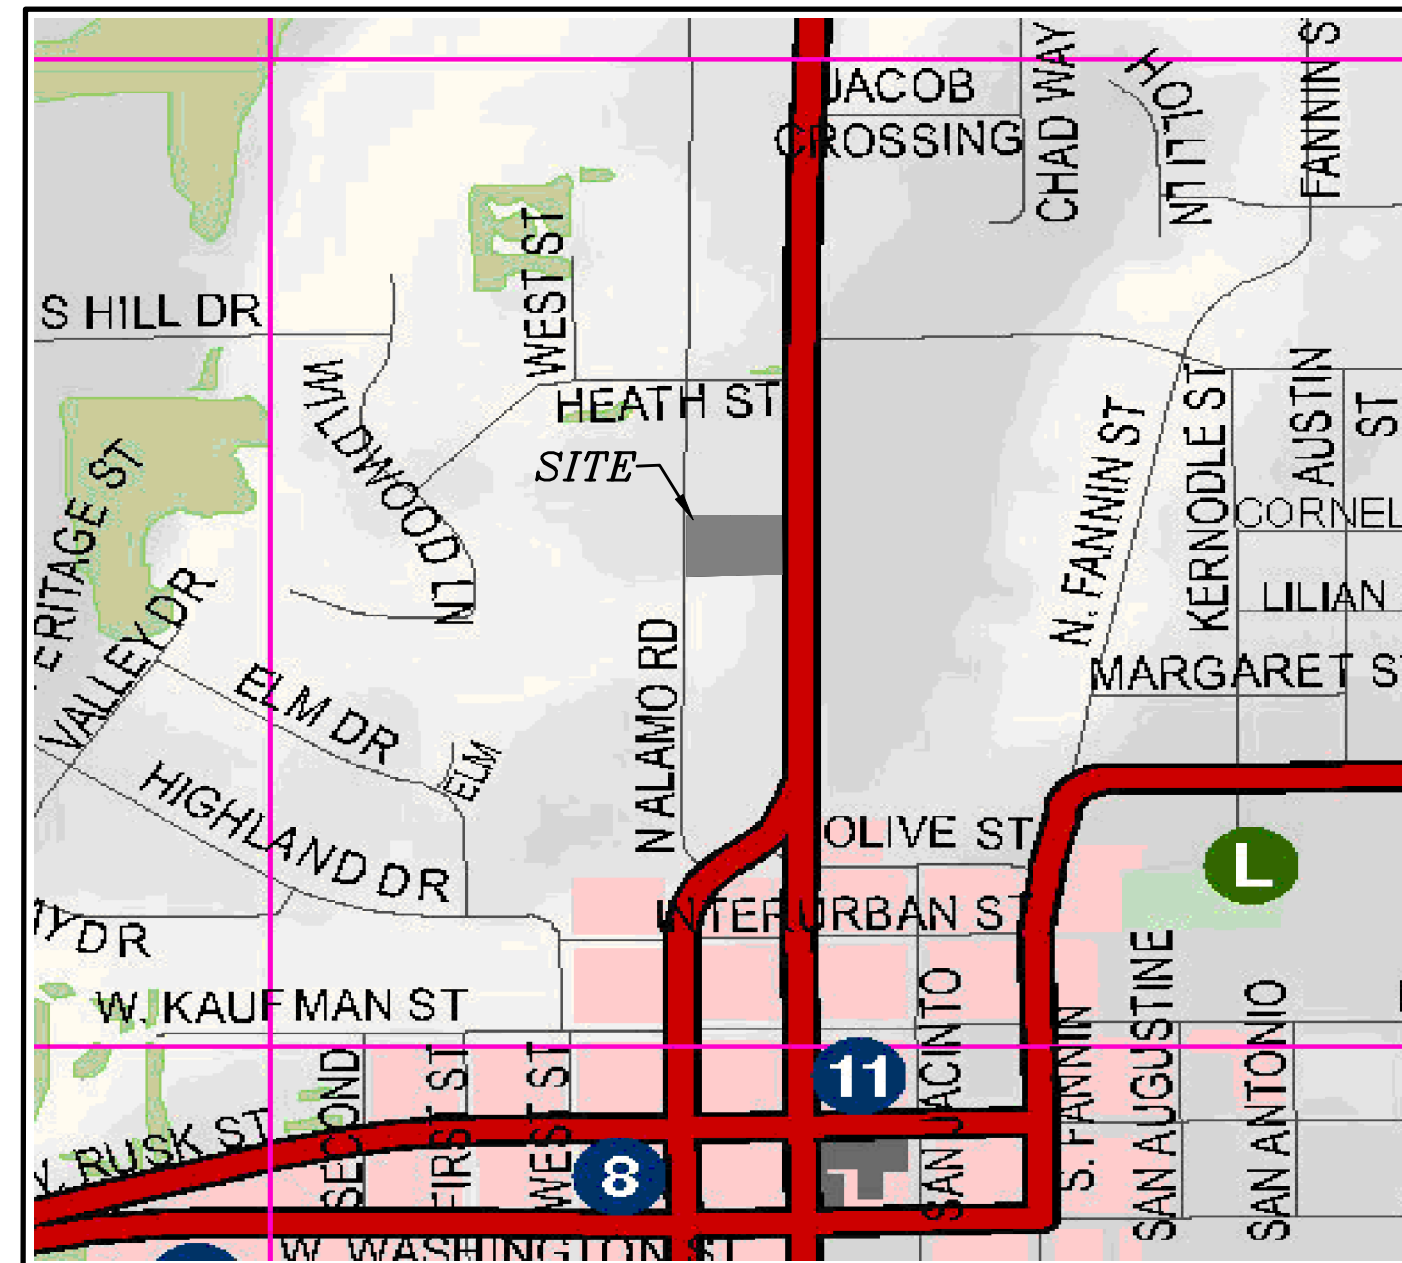 JACOB
CROSSING
CHAD WAY
HOLLI LN
FANNIN S
S HILL DR
WEST ST
WILDWOOD LN
HEATH ST
SITE
N. FANNIN ST
KERNODLE ST
AUSTIN
ST
CORNEL
LILIAN
MARGARET ST
ERITAGE ST
VALLEY DR
ELM DR
ELM
HIGHLAND DR
N ALAMO RD
OLIVE ST
L
INTERURBAN ST
DR
W. KAUFMAN ST
SECOND
FIRST ST
WEST ST
11
SAN JACINTO
S. FANNIN
SAN AUGUSTINE
SAN ANTONIO
W. RUSK ST
8
W. WASHINGTON ST